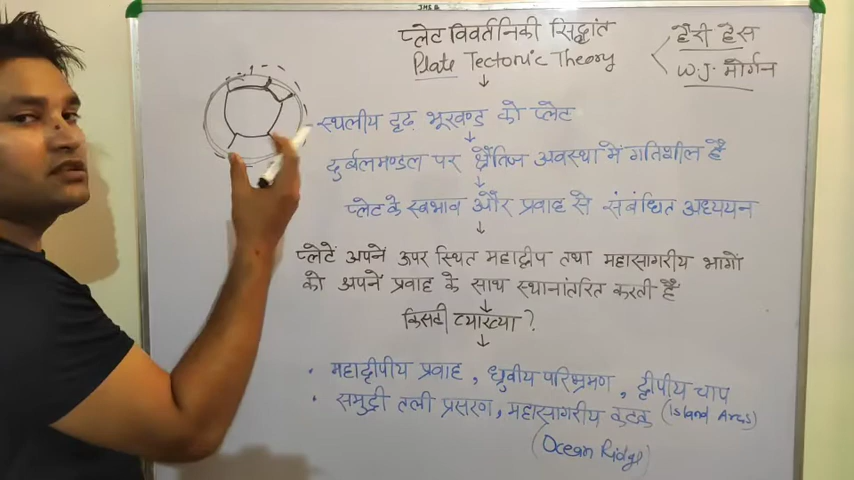 प्लेट विवर्तनिकी सिद्धांत
Plate Tectonic Theory
हैरी हैस
W.J. मोर्गन
स्थलीय दृढ़ भूखण्ड को प्लेट
दुर्बलमण्डल पर क्षैतिज अवस्था में गतिशील है
प्लेट के स्वभाव और प्रवाह से संबंधित अध्ययन
प्लेटें अपनें ऊपर स्थित महाद्वीप तथा महासागरीय भागों
को अपनें प्रवाह के साथ स्थानांतरित करती है
किसकी व्याख्या?
• महाद्वीपीय प्रवाह, ध्रुवीय परिभ्रमण, द्वीपीय चाप
• समुद्री तली प्रसरण, महासागरीय कटक (Island Arcs)
(Ocean Ridge)